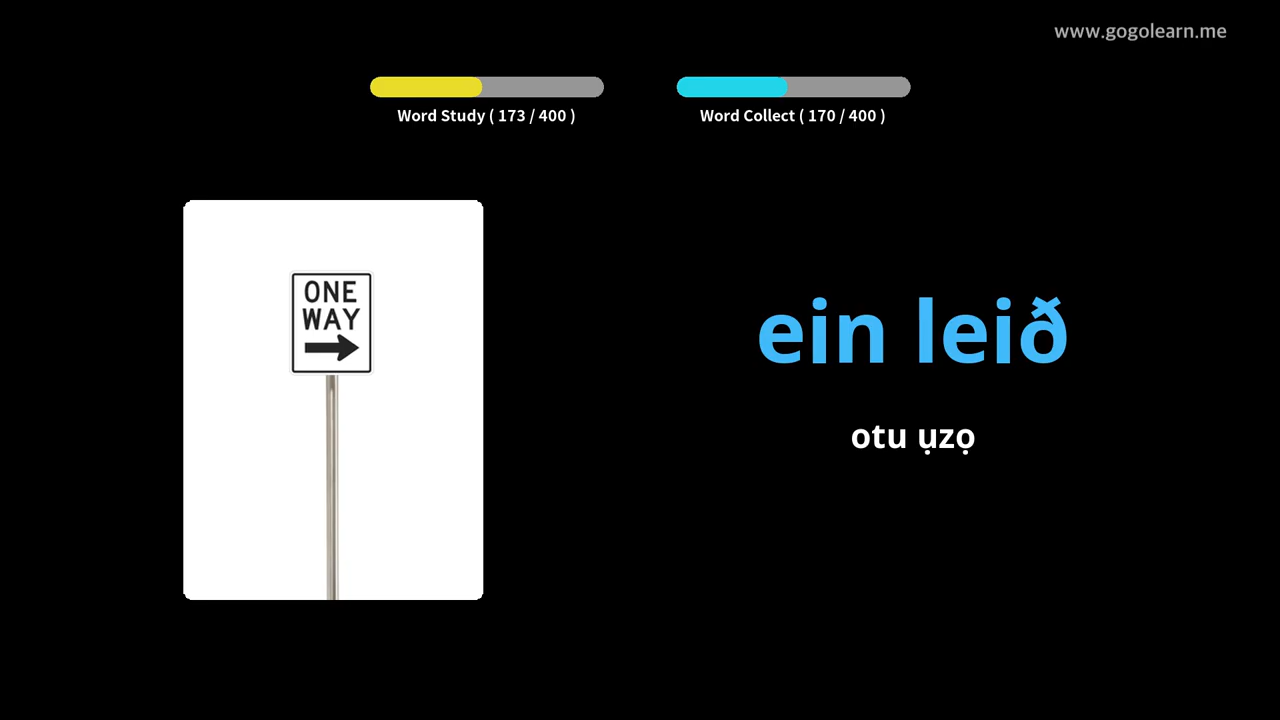 www.gogolearn.me
Word Study ( 173 / 400 )
Word Collect ( 170 / 400 )
ONE
WAY
ein leið
otu ụzọ